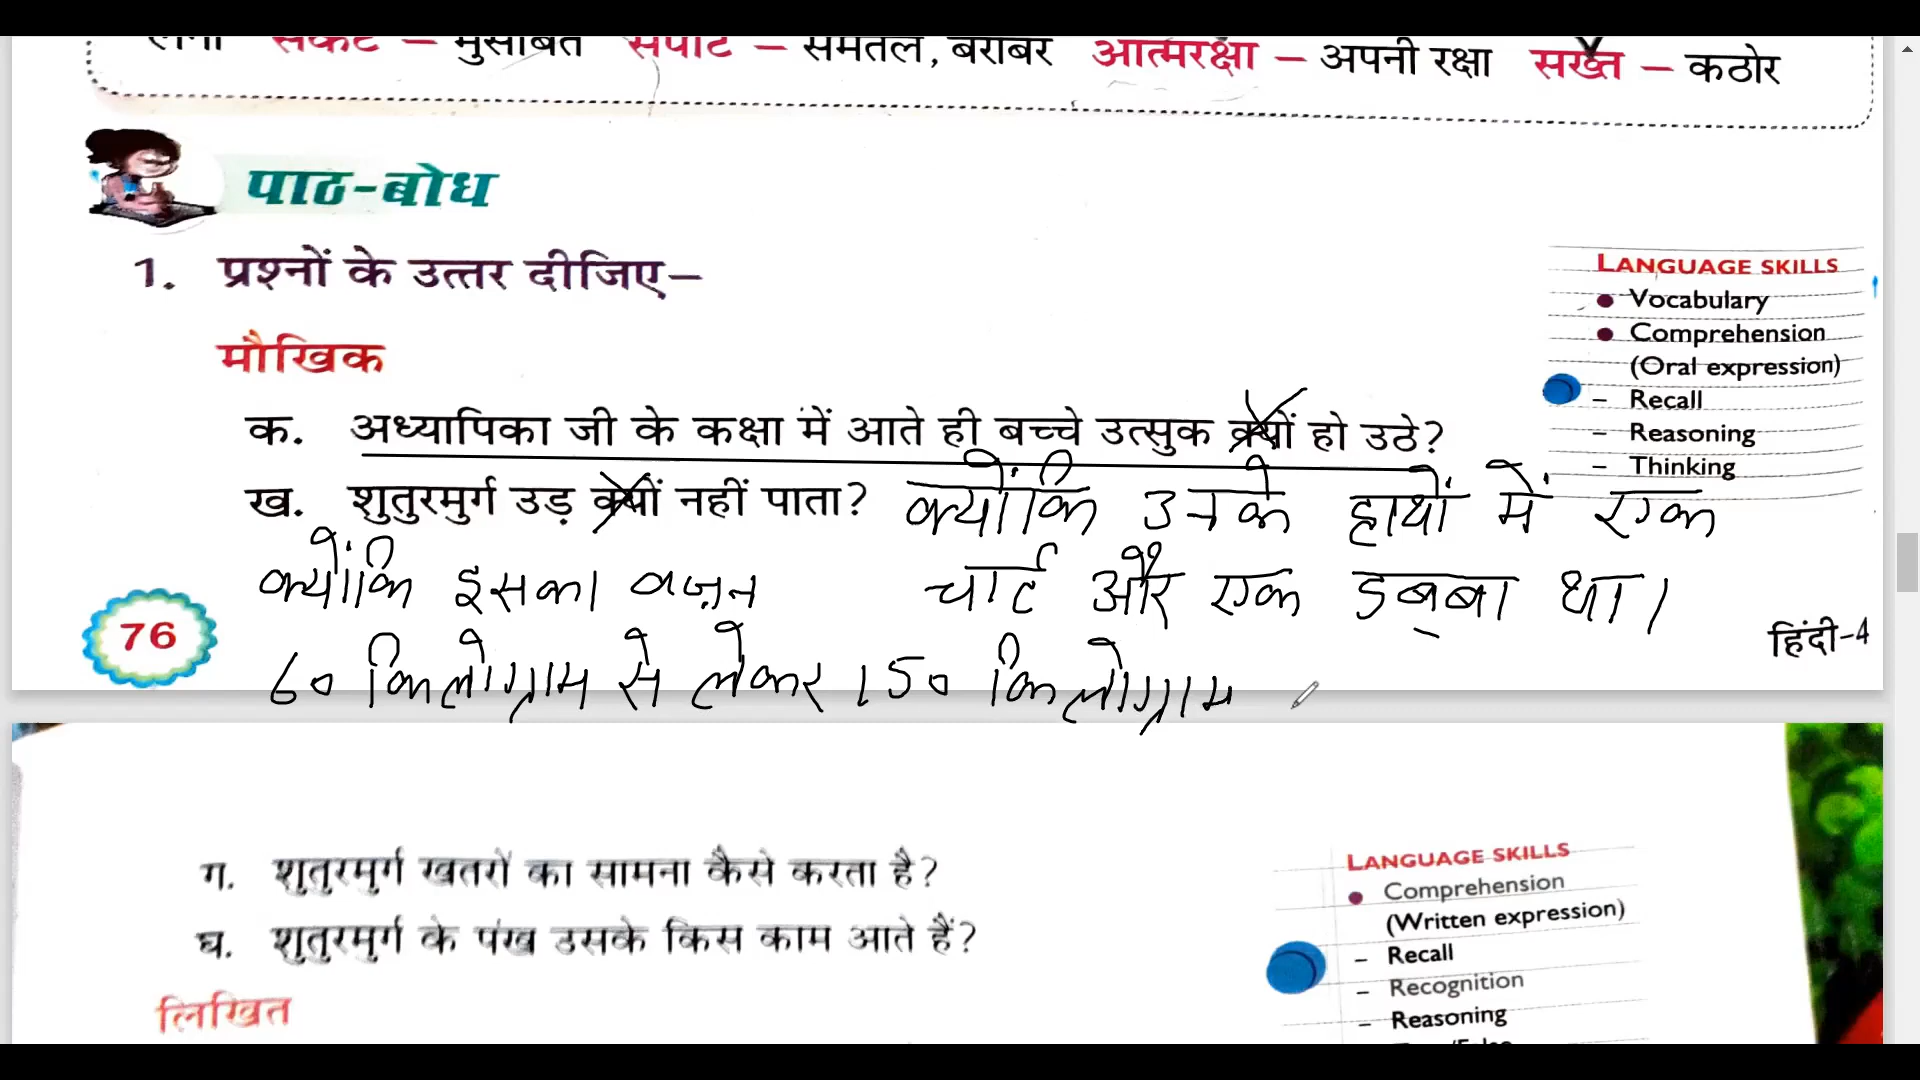 लेना संकट – मुसीबत सपाट – समतल, बराबर आत्मरक्षा – अपनी रक्षा सख्त – कठोर
पाठ-बोध
1. प्रश्नों के उत्तर दीजिए–
मौखिक
क. अध्यापिका जी के कक्षा में आते ही बच्चे उत्सुक क्यों हो उठे?
ख. शुतुरमुर्ग उड़ क्यों नहीं पाता?
क्योंकि उनके हाथों में एक
चार्ट और एक डब्बा था।
क्योंकि इसका वज़न
60 किलोग्राम से लेकर 150 किलोग्राम
LANGUAGE SKILLS
● Vocabulary
● Comprehension
(Oral expression)
– Recall
– Reasoning
– Thinking
76
हिंदी-4
ग. शुतुरमुर्ग खतरों का सामना कैसे करता है?
घ. शुतुरमुर्ग के पंख उसके किस काम आते हैं?
लिखित
LANGUAGE SKILLS
● Comprehension
(Written expression)
– Recall
– Recognition
– Reasoning